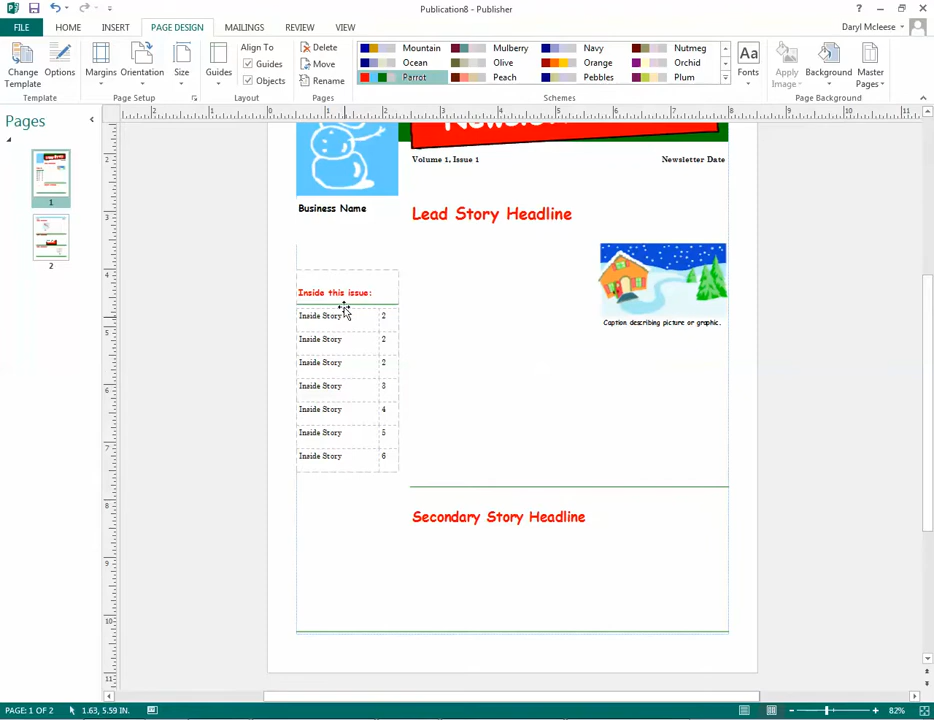 Publication8 - Publisher
FILE HOME INSERT PAGE DESIGN MAILINGS REVIEW VIEW
Daryl Mcleese
Change Template
Options
Template
Margins
Orientation
Size
Page Setup
Guides
Align To
Guides
Objects
Layout
Delete
Move
Rename
Pages
Mountain Mulberry Navy Nutmeg
Ocean Olive Orange Orchid
Parrot Peach Pebbles Plum
Schemes
Fonts
Apply Image
Background
Master Pages
Page Background
Pages
1
2
Volume 1, Issue 1
Newsletter Date
Business Name
Lead Story Headline
Inside this issue:
Inside Story 2
Inside Story 2
Inside Story 2
Inside Story 3
Inside Story 4
Inside Story 5
Inside Story 6
Caption describing picture or graphic.
Secondary Story Headline
PAGE: 1 OF 2
1.63, 5.59 IN.
82%